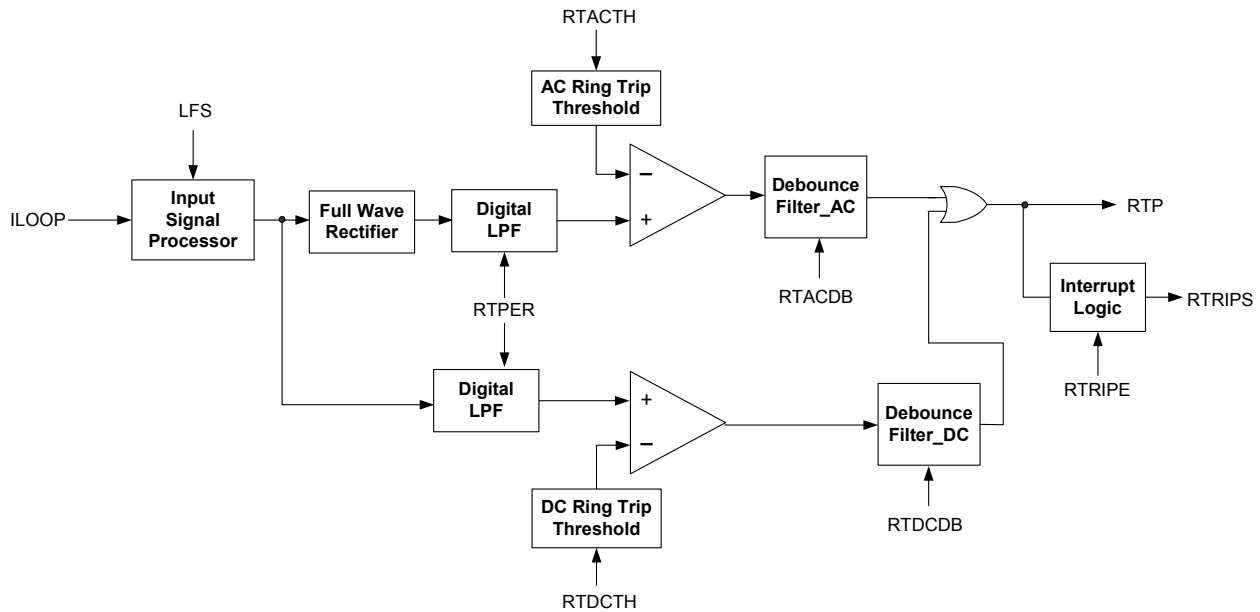 RTACTH
AC Ring Trip
Threshold
LFS
ILOOP
Input
Signal
Processor
Full Wave
Rectifier
Digital
LPF
−
+
Debounce
Filter_AC
RTP
RTPER
RTACDB
Interrupt
Logic
RTRIPS
RTRIPE
Digital
LPF
+
−
Debounce
Filter_DC
DC Ring Trip
Threshold
RTDCDB
RTDCTH